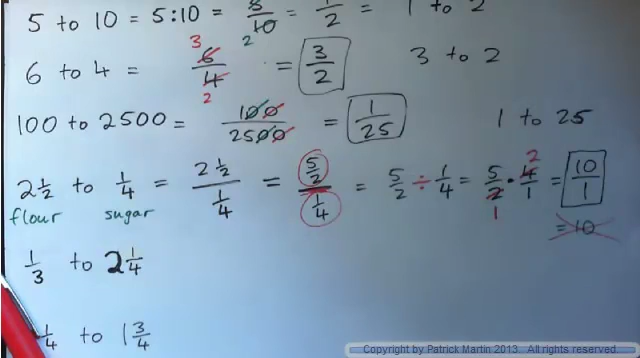 5 to 10 = 5:10 = 5/10 = 1/2 = 1 to 2
6 to 4 = 6/4 = 3/2 3 to 2
100 to 2500 = 100/2500 = 1/25 1 to 25
2 1/2 to 1/4 = 2 1/2 / 1/4 = 5/2 / 1/4 = 5/2 ÷ 1/4 = 5/2 · 4/1 = 10/1
flour sugar = 10
1/3 to 2 1/4
1/4 to 1 3/4
Copyright by Patrick Martin 2013. All rights reserved.